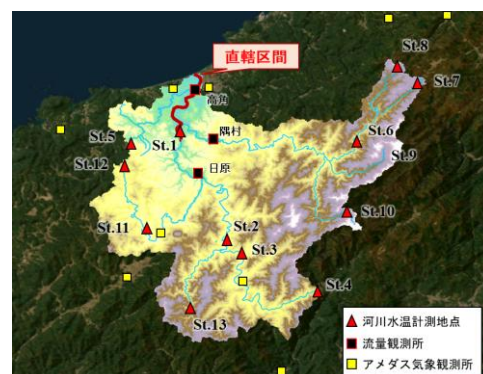 直轄区間
高角
隅村
日原
St.1
St.2
St.3
St.4
St.5
St.6
St.7
St.8
St.9
St.10
St.11
St.12
St.13
河川水温計測地点
流量観測所
アメダス気象観測所